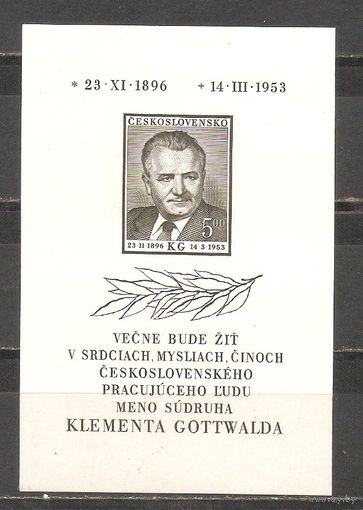 * 23 · XI · 1896 + 14 · III · 1953
ČESKOSLOVENSKO
5.00
23·11·1896 KG 14·3·1953
VEČNE BUDE ŽIŤ
V SRDCIACH, MYSLIACH, ČINOCH
ČESKOSLOVENSKÉHO
PRACUJÚCEHO ĽUDU
MENO SÚDRUHA
KLEMENTA GOTTWALDA